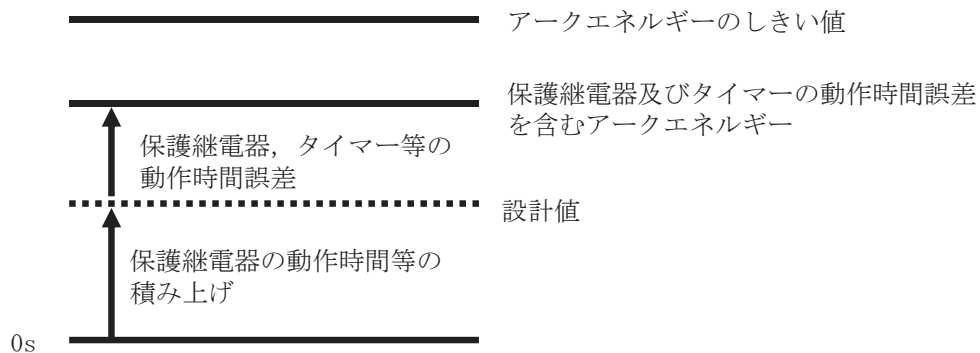 アークエネルギーのしきい値
保護継電器及びタイマーの動作時間誤差
を含むアークエネルギー
保護継電器，タイマー等の
動作時間誤差
設計値
保護継電器の動作時間等の
積み上げ
0s